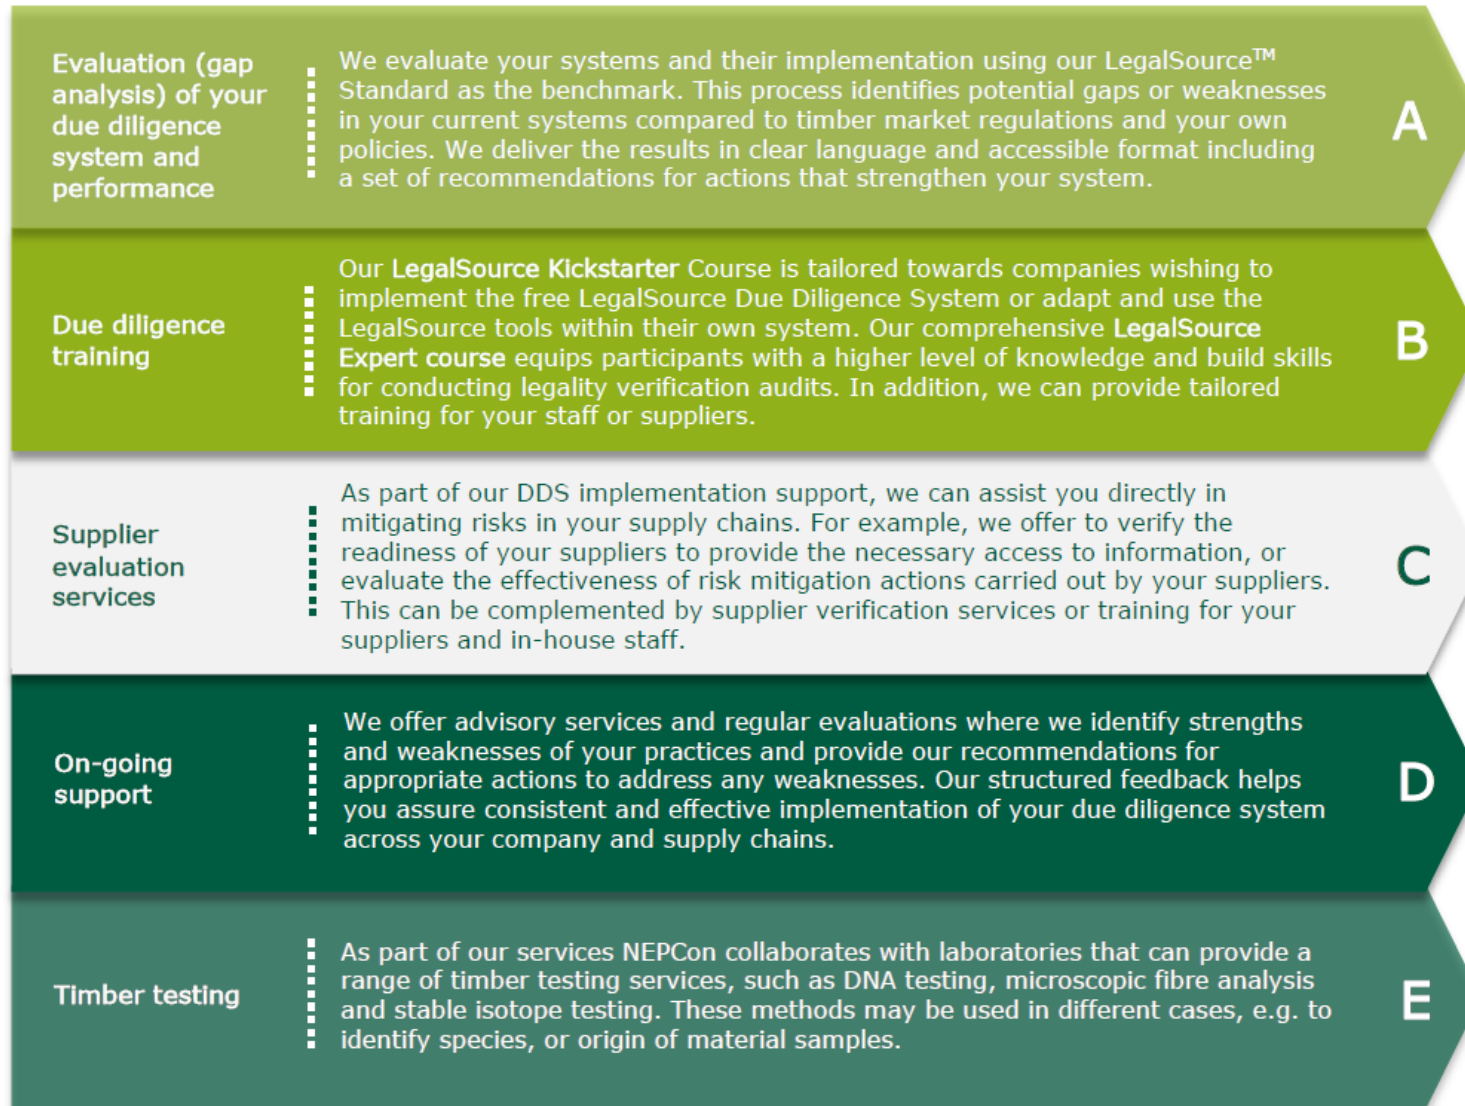 Evaluation (gap
analysis) of your
due diligence
system and
performance
We evaluate your systems and their implementation using our LegalSource™
Standard as the benchmark. This process identifies potential gaps or weaknesses
in your current systems compared to timber market regulations and your own
policies. We deliver the results in clear language and accessible format including
a set of recommendations for actions that strengthen your system.
A
Due diligence
training
Our LegalSource Kickstarter Course is tailored towards companies wishing to
implement the free LegalSource Due Diligence System or adapt and use the
LegalSource tools within their own system. Our comprehensive LegalSource
Expert course equips participants with a higher level of knowledge and build skills
for conducting legality verification audits. In addition, we can provide tailored
training for your staff or suppliers.
B
Supplier
evaluation
services
As part of our DDS implementation support, we can assist you directly in
mitigating risks in your supply chains. For example, we offer to verify the
readiness of your suppliers to provide the necessary access to information, or
evaluate the effectiveness of risk mitigation actions carried out by your suppliers.
This can be complemented by supplier verification services or training for your
suppliers and in-house staff.
C
On-going
support
We offer advisory services and regular evaluations where we identify strengths
and weaknesses of your practices and provide our recommendations for
appropriate actions to address any weaknesses. Our structured feedback helps
you assure consistent and effective implementation of your due diligence system
across your company and supply chains.
D
Timber testing
As part of our services NEPCon collaborates with laboratories that can provide a
range of timber testing services, such as DNA testing, microscopic fibre analysis
and stable isotope testing. These methods may be used in different cases, e.g. to
identify species, or origin of material samples.
E